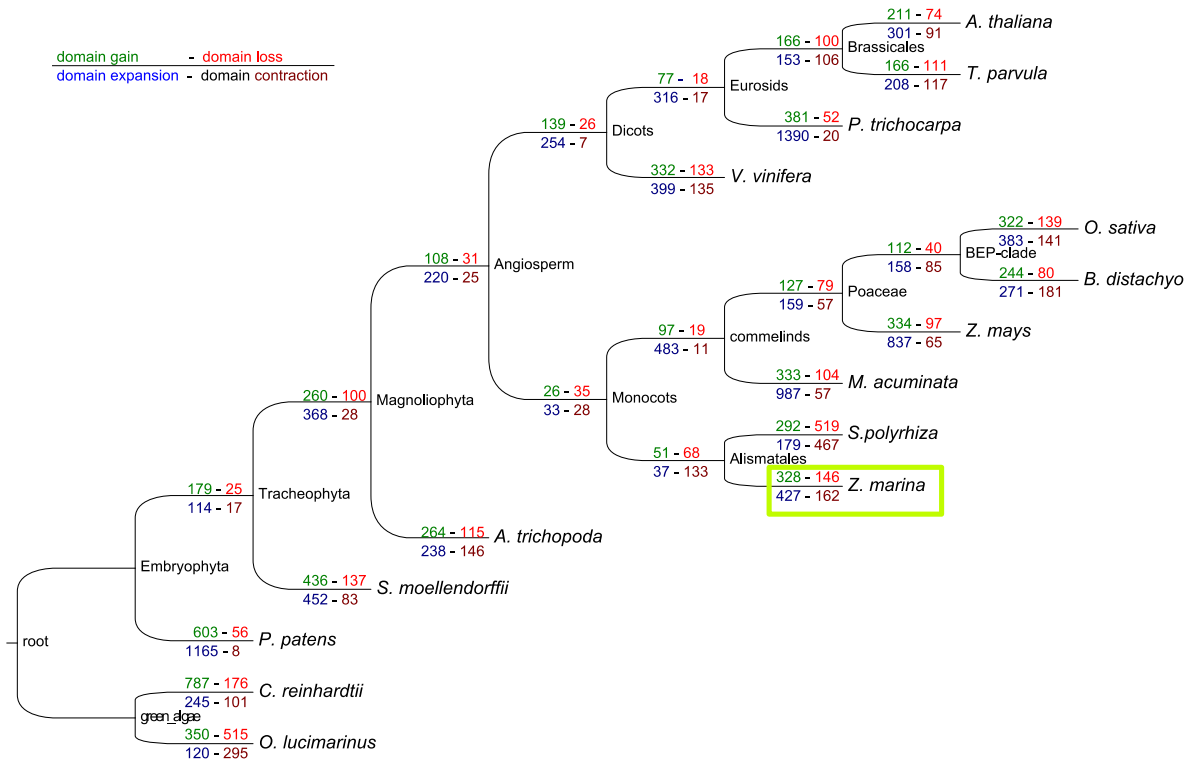 domain gain - domain loss
domain expansion - domain contraction
211 - 74
A. thaliana
301 - 91
166 - 100
Brassicales
153 - 106
166 - 111
T. parvula
208 - 117
77 - 18
Eurosids
316 - 17
381 - 52
P. trichocarpa
1390 - 20
139 - 26
Dicots
254 - 7
332 - 133
V. vinifera
399 - 135
322 - 139
O. sativa
383 - 141
112 - 40
BEP-clade
158 - 85
244 - 80
B. distachyo
271 - 181
108 - 31
Angiosperm
220 - 25
127 - 79
Poaceae
159 - 57
334 - 97
Z. mays
837 - 65
97 - 19
commelinds
483 - 11
333 - 104
M. acuminata
987 - 57
26 - 35
Monocots
33 - 28
260 - 100
Magnoliophyta
368 - 28
292 - 519
S.polyrhiza
179 - 467
51 - 68
Alismatales
37 - 133
328 - 146
Z. marina
427 - 162
179 - 25
Tracheophyta
114 - 17
264 - 115
A. trichopoda
238 - 146
Embryophyta
436 - 137
S. moellendorffii
452 - 83
root
603 - 56
P. patens
1165 - 8
787 - 176
C. reinhardtii
245 - 101
green_algae
350 - 515
O. lucimarinus
120 - 295